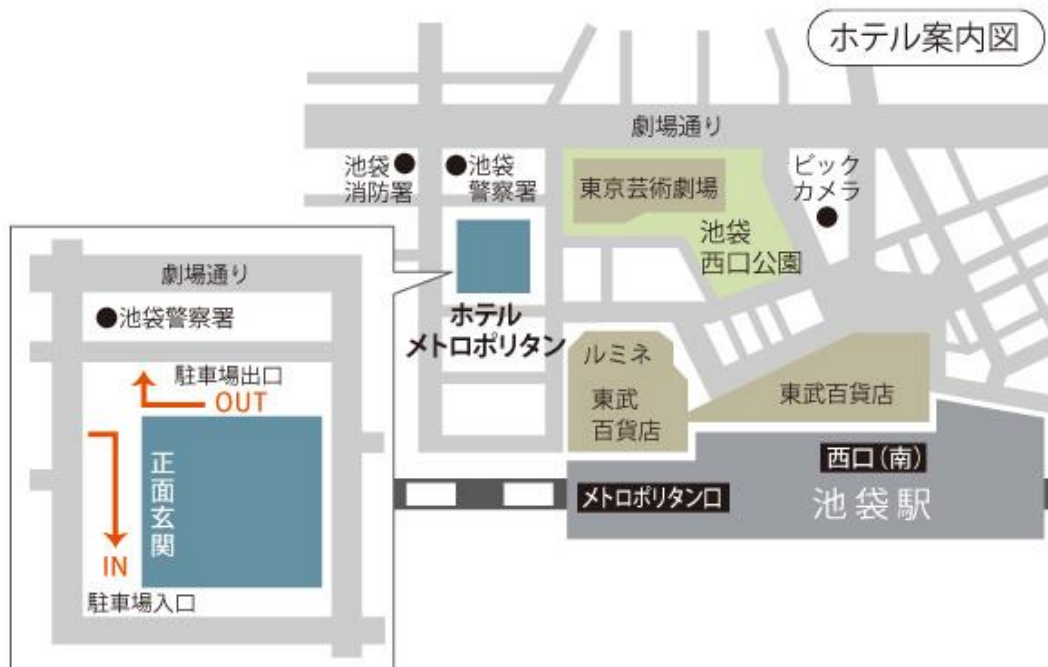 ホテル案内図
劇場通り
池袋
消防署
池袋
警察署
東京芸術劇場
ビック
カメラ
池袋
西口公園
ホテル
メトロポリタン
ルミネ
東武
百貨店
東武百貨店
西口(南)
メトロポリタン口
池袋駅
劇場通り
池袋警察署
駐車場出口
OUT
正面玄関
IN
駐車場入口